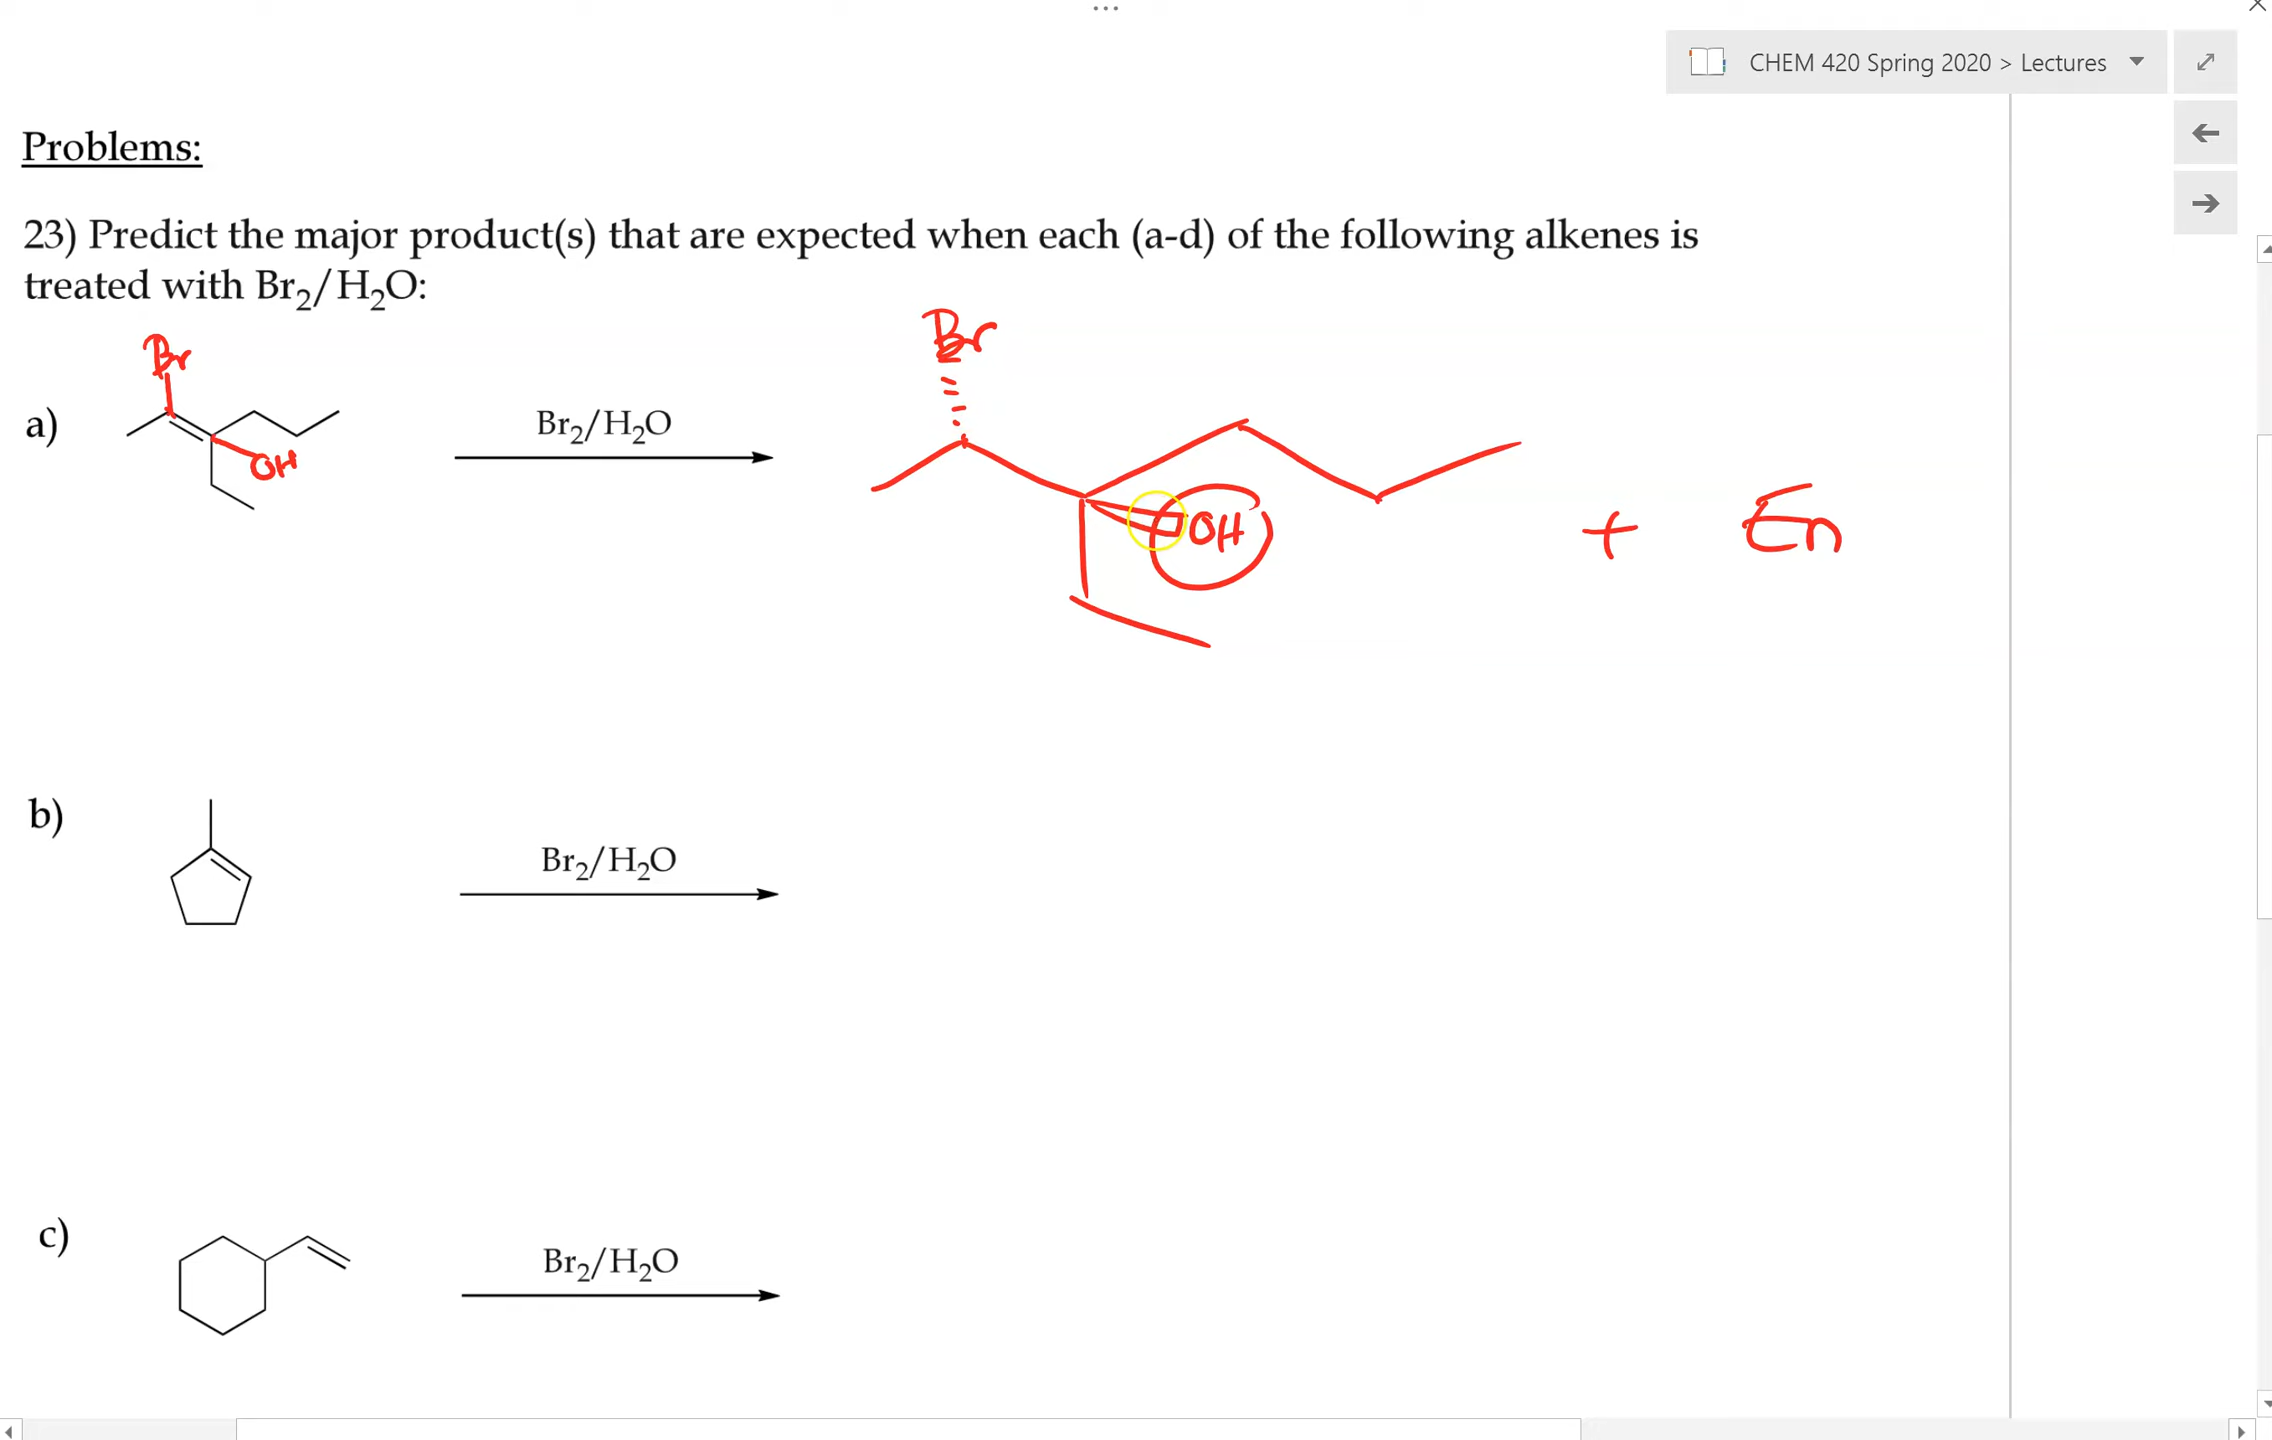 CHEM 420 Spring 2020 > Lectures
Problems:
23) Predict the major product(s) that are expected when each (a-d) of the following alkenes is
treated with Br₂/H₂O:
Br
Br
a)
Br₂/H₂O
OH
OH
+ En
b)
Br₂/H₂O
c)
Br₂/H₂O